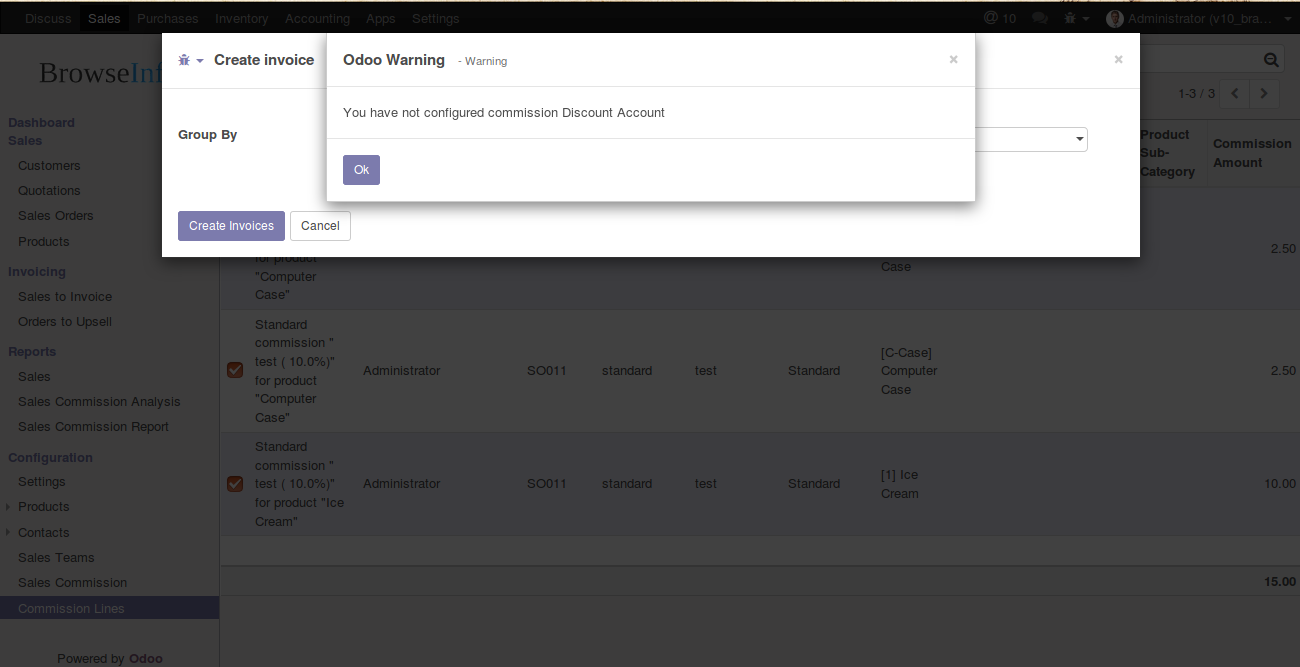 Discuss Sales Purchases Inventory Accounting Apps Settings @ 10 Administrator (v10_bra...
BrowseInf
Create invoice
Odoo Warning - Warning ×
×
You have not configured commission Discount Account
Ok
Group By
Create Invoices Cancel
1-3 / 3
Dashboard
Sales
Customers
Quotations
Sales Orders
Products
Invoicing
Sales to Invoice
Orders to Upsell
Reports
Sales
Sales Commission Analysis
Sales Commission Report
Configuration
Settings
Products
Contacts
Sales Teams
Sales Commission
Commission Lines
Powered by Odoo
Product
Sub-
Category
Commission
Amount
for product
"Computer
Case"
Case
2.50
Standard
commission "
test ( 10.0%)"
for product
"Computer
Case"
Administrator SO011 standard test Standard
[C-Case]
Computer
Case
2.50
Standard
commission "
test ( 10.0%)"
for product "Ice
Cream"
Administrator SO011 standard test Standard
[1] Ice
Cream
10.00
15.00